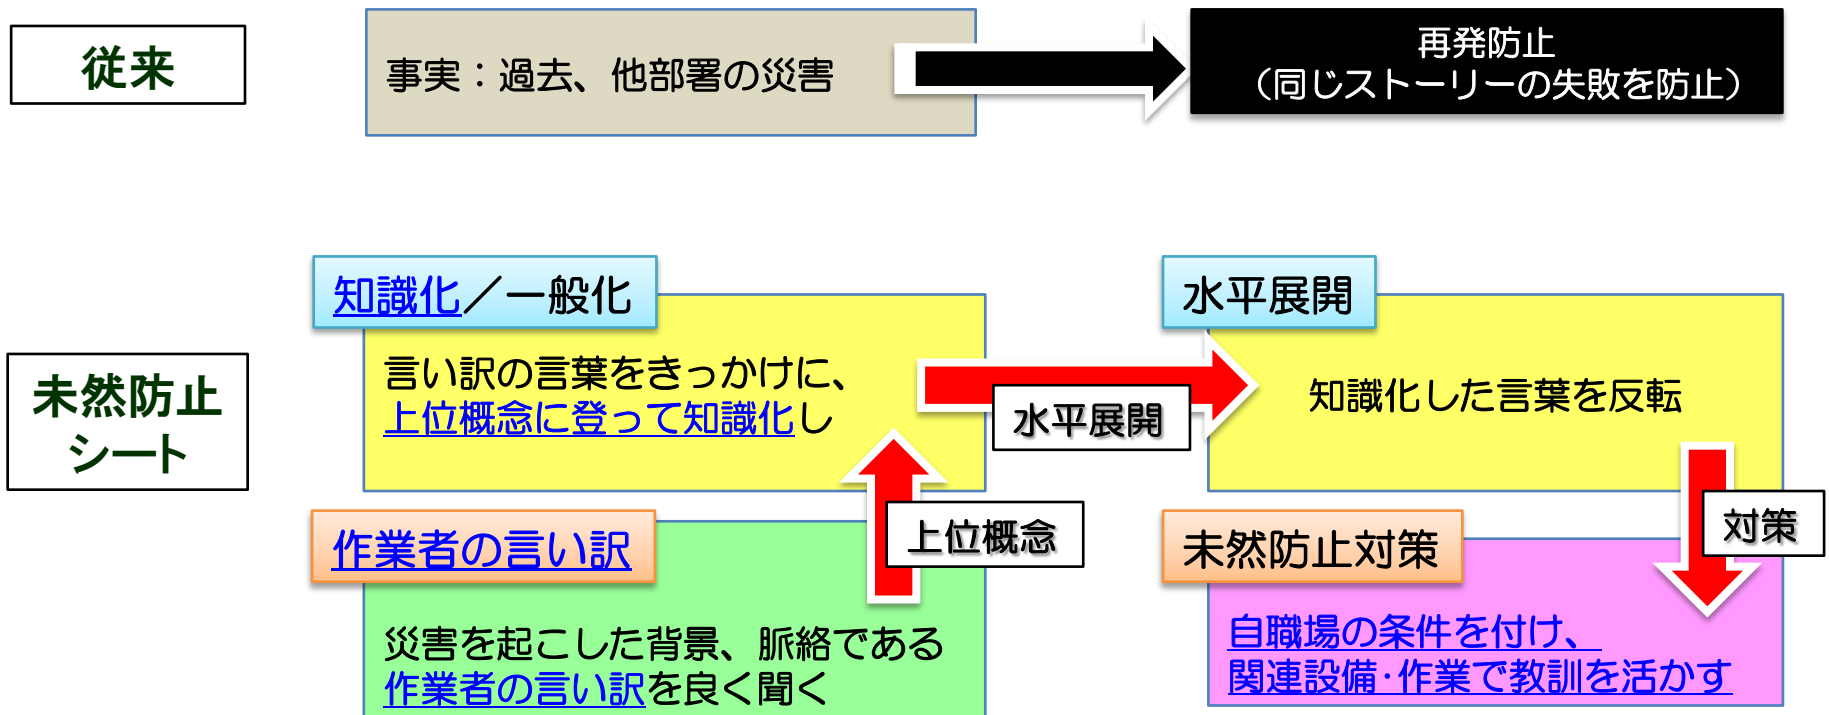 従来
事実：過去、他部署の災害
再発防止
（同じストーリーの失敗を防止）
未然防止
シート
知識化／一般化
言い訳の言葉をきっかけに、
上位概念に登って知識化し
水平展開
水平展開
知識化した言葉を反転
作業者の言い訳
災害を起こした背景、脈絡である
作業者の言い訳を良く聞く
上位概念
未然防止対策
対策
自職場の条件を付け、
関連設備･作業で教訓を活かす